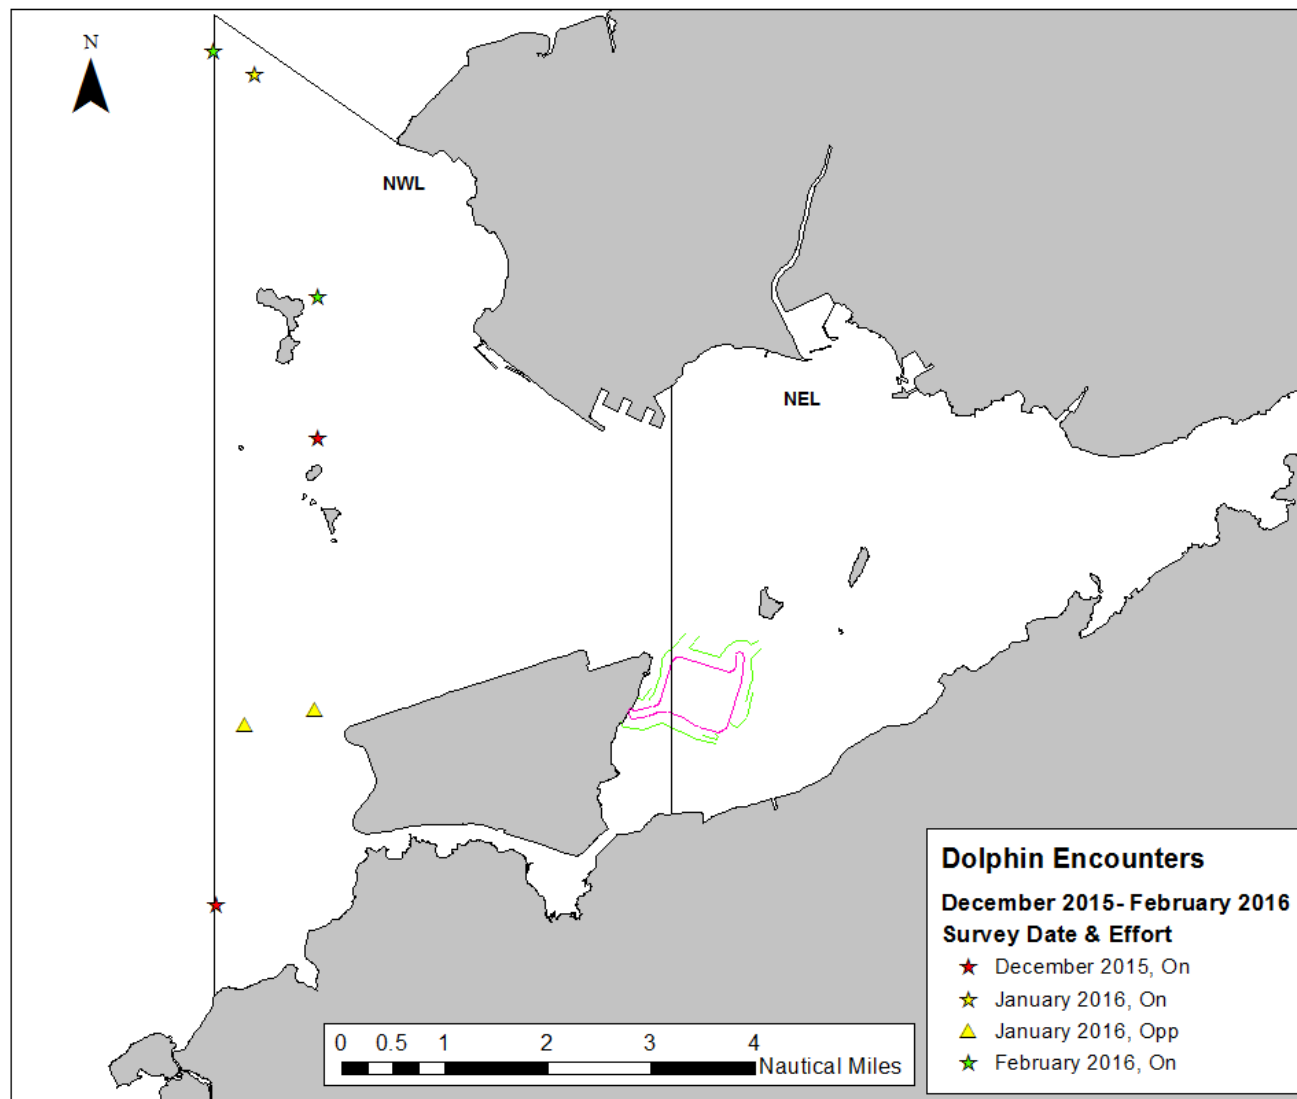 N
NWL
NEL
Dolphin Encounters
December 2015- February 2016
Survey Date & Effort
December 2015, On
January 2016, On
January 2016, Opp
February 2016, On
0 0.5 1 2 3 4
Nautical Miles